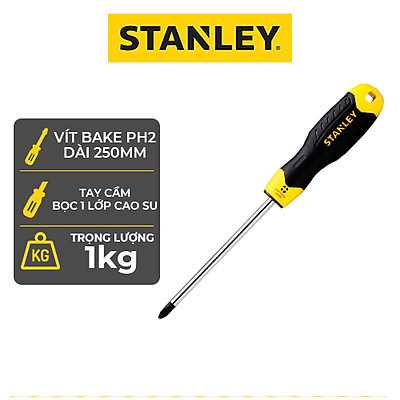 STANLEY®
VÍT BAKE PH2
DÀI 250MM
TAY CẦM
BỌC 1 LỚP CAO SU
KG
TRỌNG LƯỢNG
1kg
STANLEY